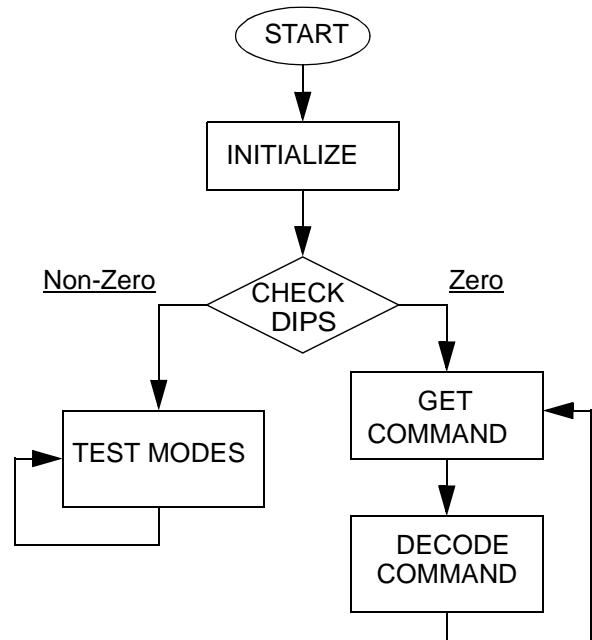 START
INITIALIZE
CHECK
DIPS
Non-Zero
Zero
TEST MODES
GET
COMMAND
DECODE
COMMAND